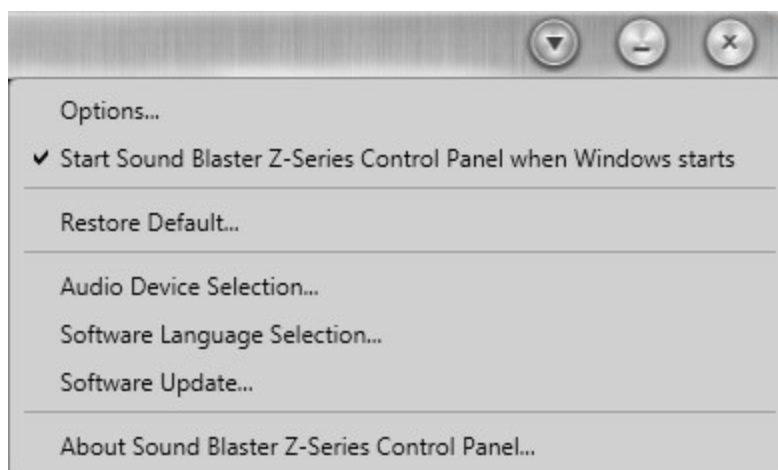 Options...
Start Sound Blaster Z-Series Control Panel when Windows starts
Restore Default...
Audio Device Selection...
Software Language Selection...
Software Update...
About Sound Blaster Z-Series Control Panel...